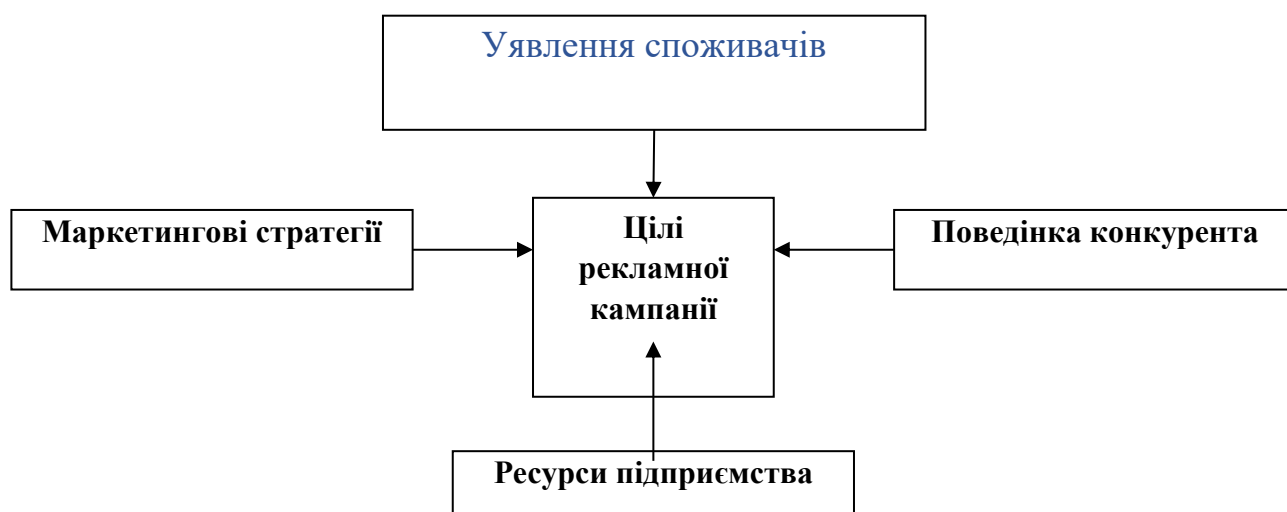 Уявлення споживачів
Маркетингові стратегії
Цілі
рекламної
кампанії
Поведінка конкурента
Ресурси підприємства